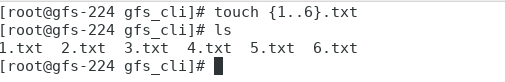 [root@gfs-224 gfs_cli]# touch {1..6}.txt
[root@gfs-224 gfs_cli]# ls
1.txt  2.txt  3.txt  4.txt  5.txt  6.txt
[root@gfs-224 gfs_cli]#